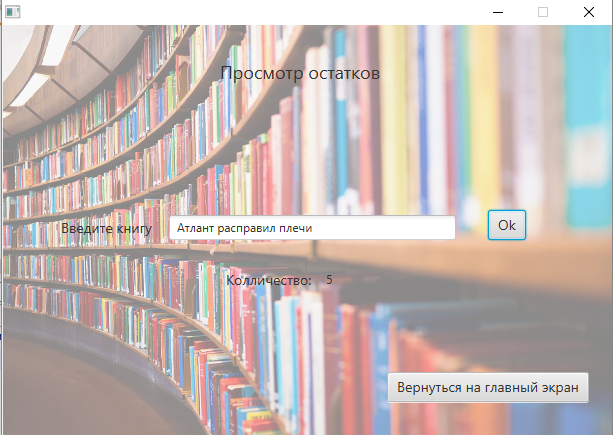 Просмотр остатков
Введите книгу Атлант расправил плечи Ok
Колличество: 5
Вернуться на главный экран